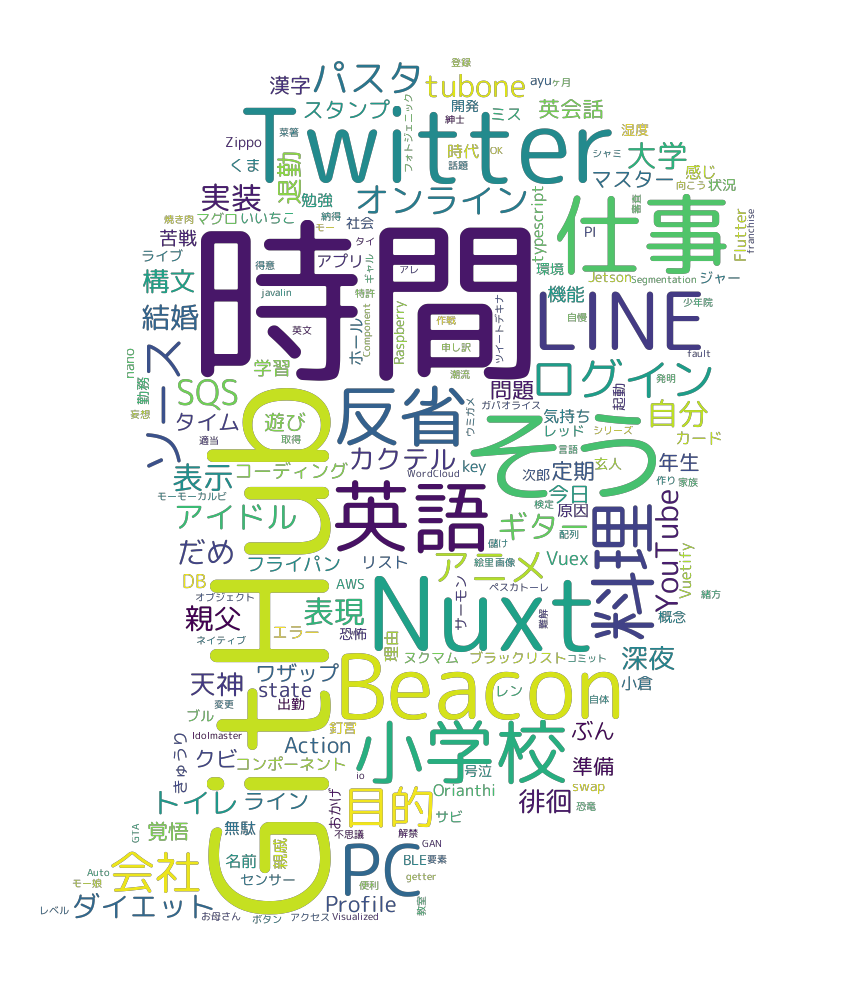 登録
漢字
パスタ
tubone
ayu
ヶ月
スタンプ
開発
ミス
英会話
紳士
フォトジェニック
Twitter
Zippo
菜箸
時代
OK
話題
シャミ
湿度
大学
くま
退勤
マスター
感じ
向こう
状況
実装
勉強
オンライン
typescript
審査
仕事
焼き肉
マグロ
いいちこ
納得
モー
社会
PI
Flutter
franchise
苦戦
ライブ
時間
タイ
アプリ
ギャル
アレ
得意
環境
Jetson
Segmentation
ジャー
構文
javalin
特許
機能
少年院
結婚
英文
ホール
Component
Raspberry
作戦
申し訳
ツイートデキナ
LINE
自慢
fault
nano
ソース
学習
潮流
ログイン
勤務
SQS
反省
ウミガメ
問題
ガパオライス
起動
発明
妄想
タイム
遊び
そう
気持ち
自分
レッド
シリーズ
カード
適当
取得
カクテル
key
言語
表示
コーディング
WordCloud
次郎
定期
玄人
年生
モーモーカルビ
英語
検定
今日
作り
家族
アイドル
ギター
原因
YouTube
だめ
儲け
配列
料理
フライパン
リスト
アニメ
絵里画像
Vuex
Vuetify
DB
AWS
Nuxt
ペスカトーレ
緒方
オブジェクト
親父
表現
サーモン
難解
概念
ネイティブ
エラー
恐怖
理由
ヌクマム
ブラックリスト
コミット
深夜
GitHub
ワザップ
天神
state
Beacon
レン
小倉
変更
出勤
自体
ブル
釘宮
Idolmaster
Action
小学校
ぶん
きゅうり
クビ
コンポーネント
io
号泣
準備
トイレ
ライン
おかげ
目的
Orianthi
swap
徘徊
恐竜
サビ
GTA
覚悟
無駄
不思議
解禁
GAN
名前
親戚
PC
BLE
要素
会社
Auto
モー娘
センサー
便利
getter
教室
レベル
ダイエット
お母さん
ボタン
アクセス
Profile
Visualized